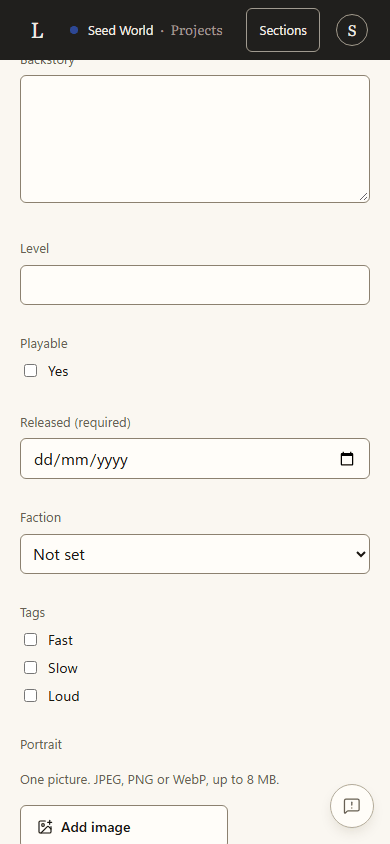 L
Seed World · Projects
Sections
S
Backstory
Level
Playable
Yes
Released (required)
dd/mm/yyyy
Faction
Not set
Tags
Fast
Slow
Loud
Portrait
One picture. JPEG, PNG or WebP, up to 8 MB.
Add image